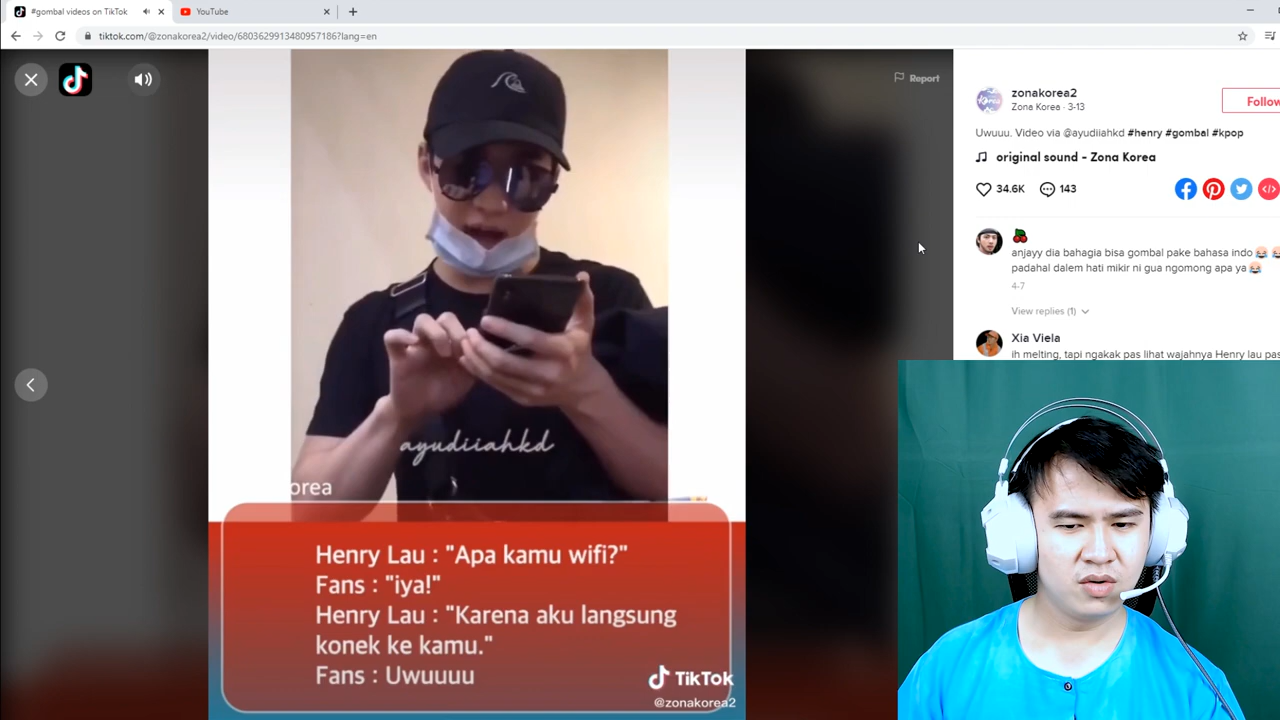 #gombal videos on TikTok
YouTube
tiktok.com/@zonakorea2/video/6803629913480957186?lang=en
Report
zonakorea2
Zona Korea · 3-13
Follow
Uwuuu. Video via @ayudiiahkd #henry #gombal #kpop
original sound - Zona Korea
34.6K
143
anjayy dia bahagia bisa gombal pake bahasa indo
padahal dalem hati mikir ni gua ngomong apa ya
4-7
View replies (1)
Xia Viela
ih melting, tapi ngakak pas lihat wajahnya Henry lau pas
ayudiiahkd
orea
Henry Lau : "Apa kamu wifi?"
Fans : "iya!"
Henry Lau : "Karena aku langsung
konek ke kamu."
Fans : Uwuuuu
TikTok
@zonakorea2